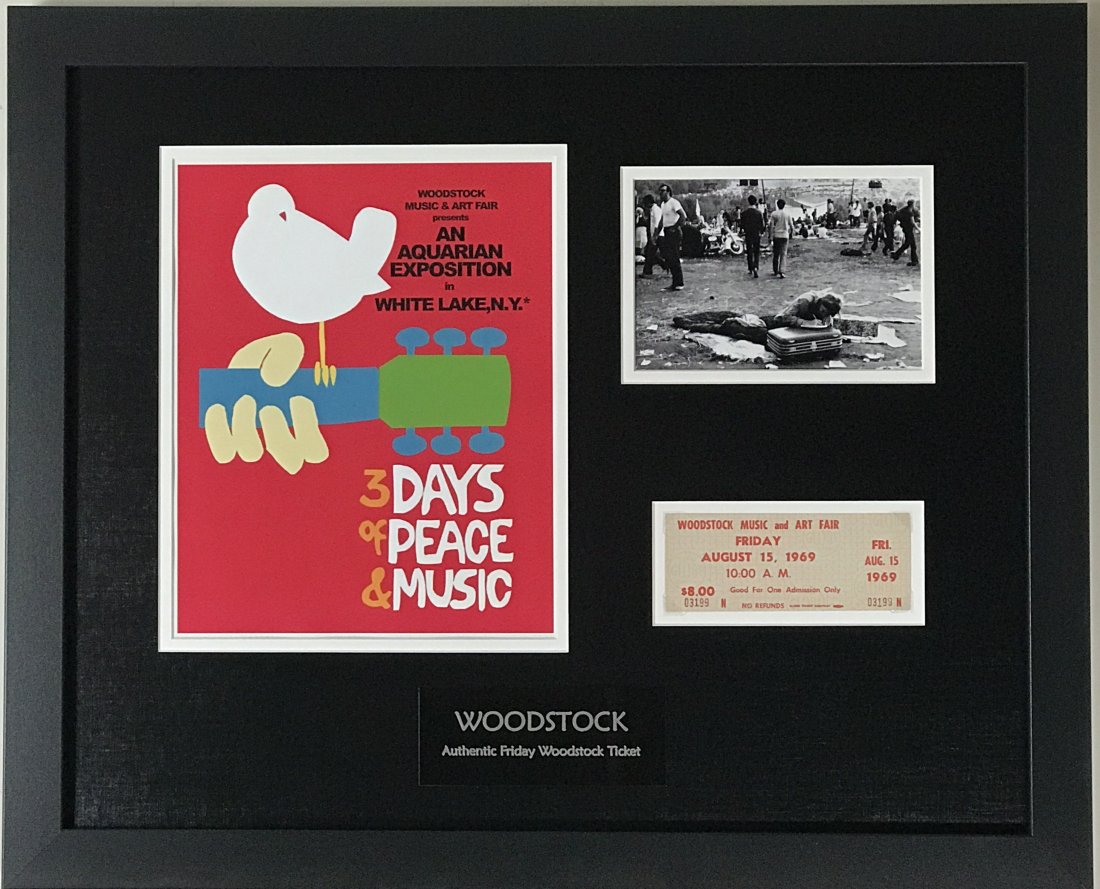 WOODSTOCK
MUSIC & ART FAIR
presents
AN
AQUARIAN
EXPOSITION
in
WHITE LAKE, N.Y.*
3 DAYS
of PEACE
& MUSIC
WOODSTOCK MUSIC and ART FAIR
FRIDAY
AUGUST 15, 1969
10:00 A. M.
$8.00 Good For One Admission Only
03199 N NO REFUNDS
FRI.
AUG. 15
1969
03199 N
WOODSTOCK
Authentic Friday Woodstock Ticket